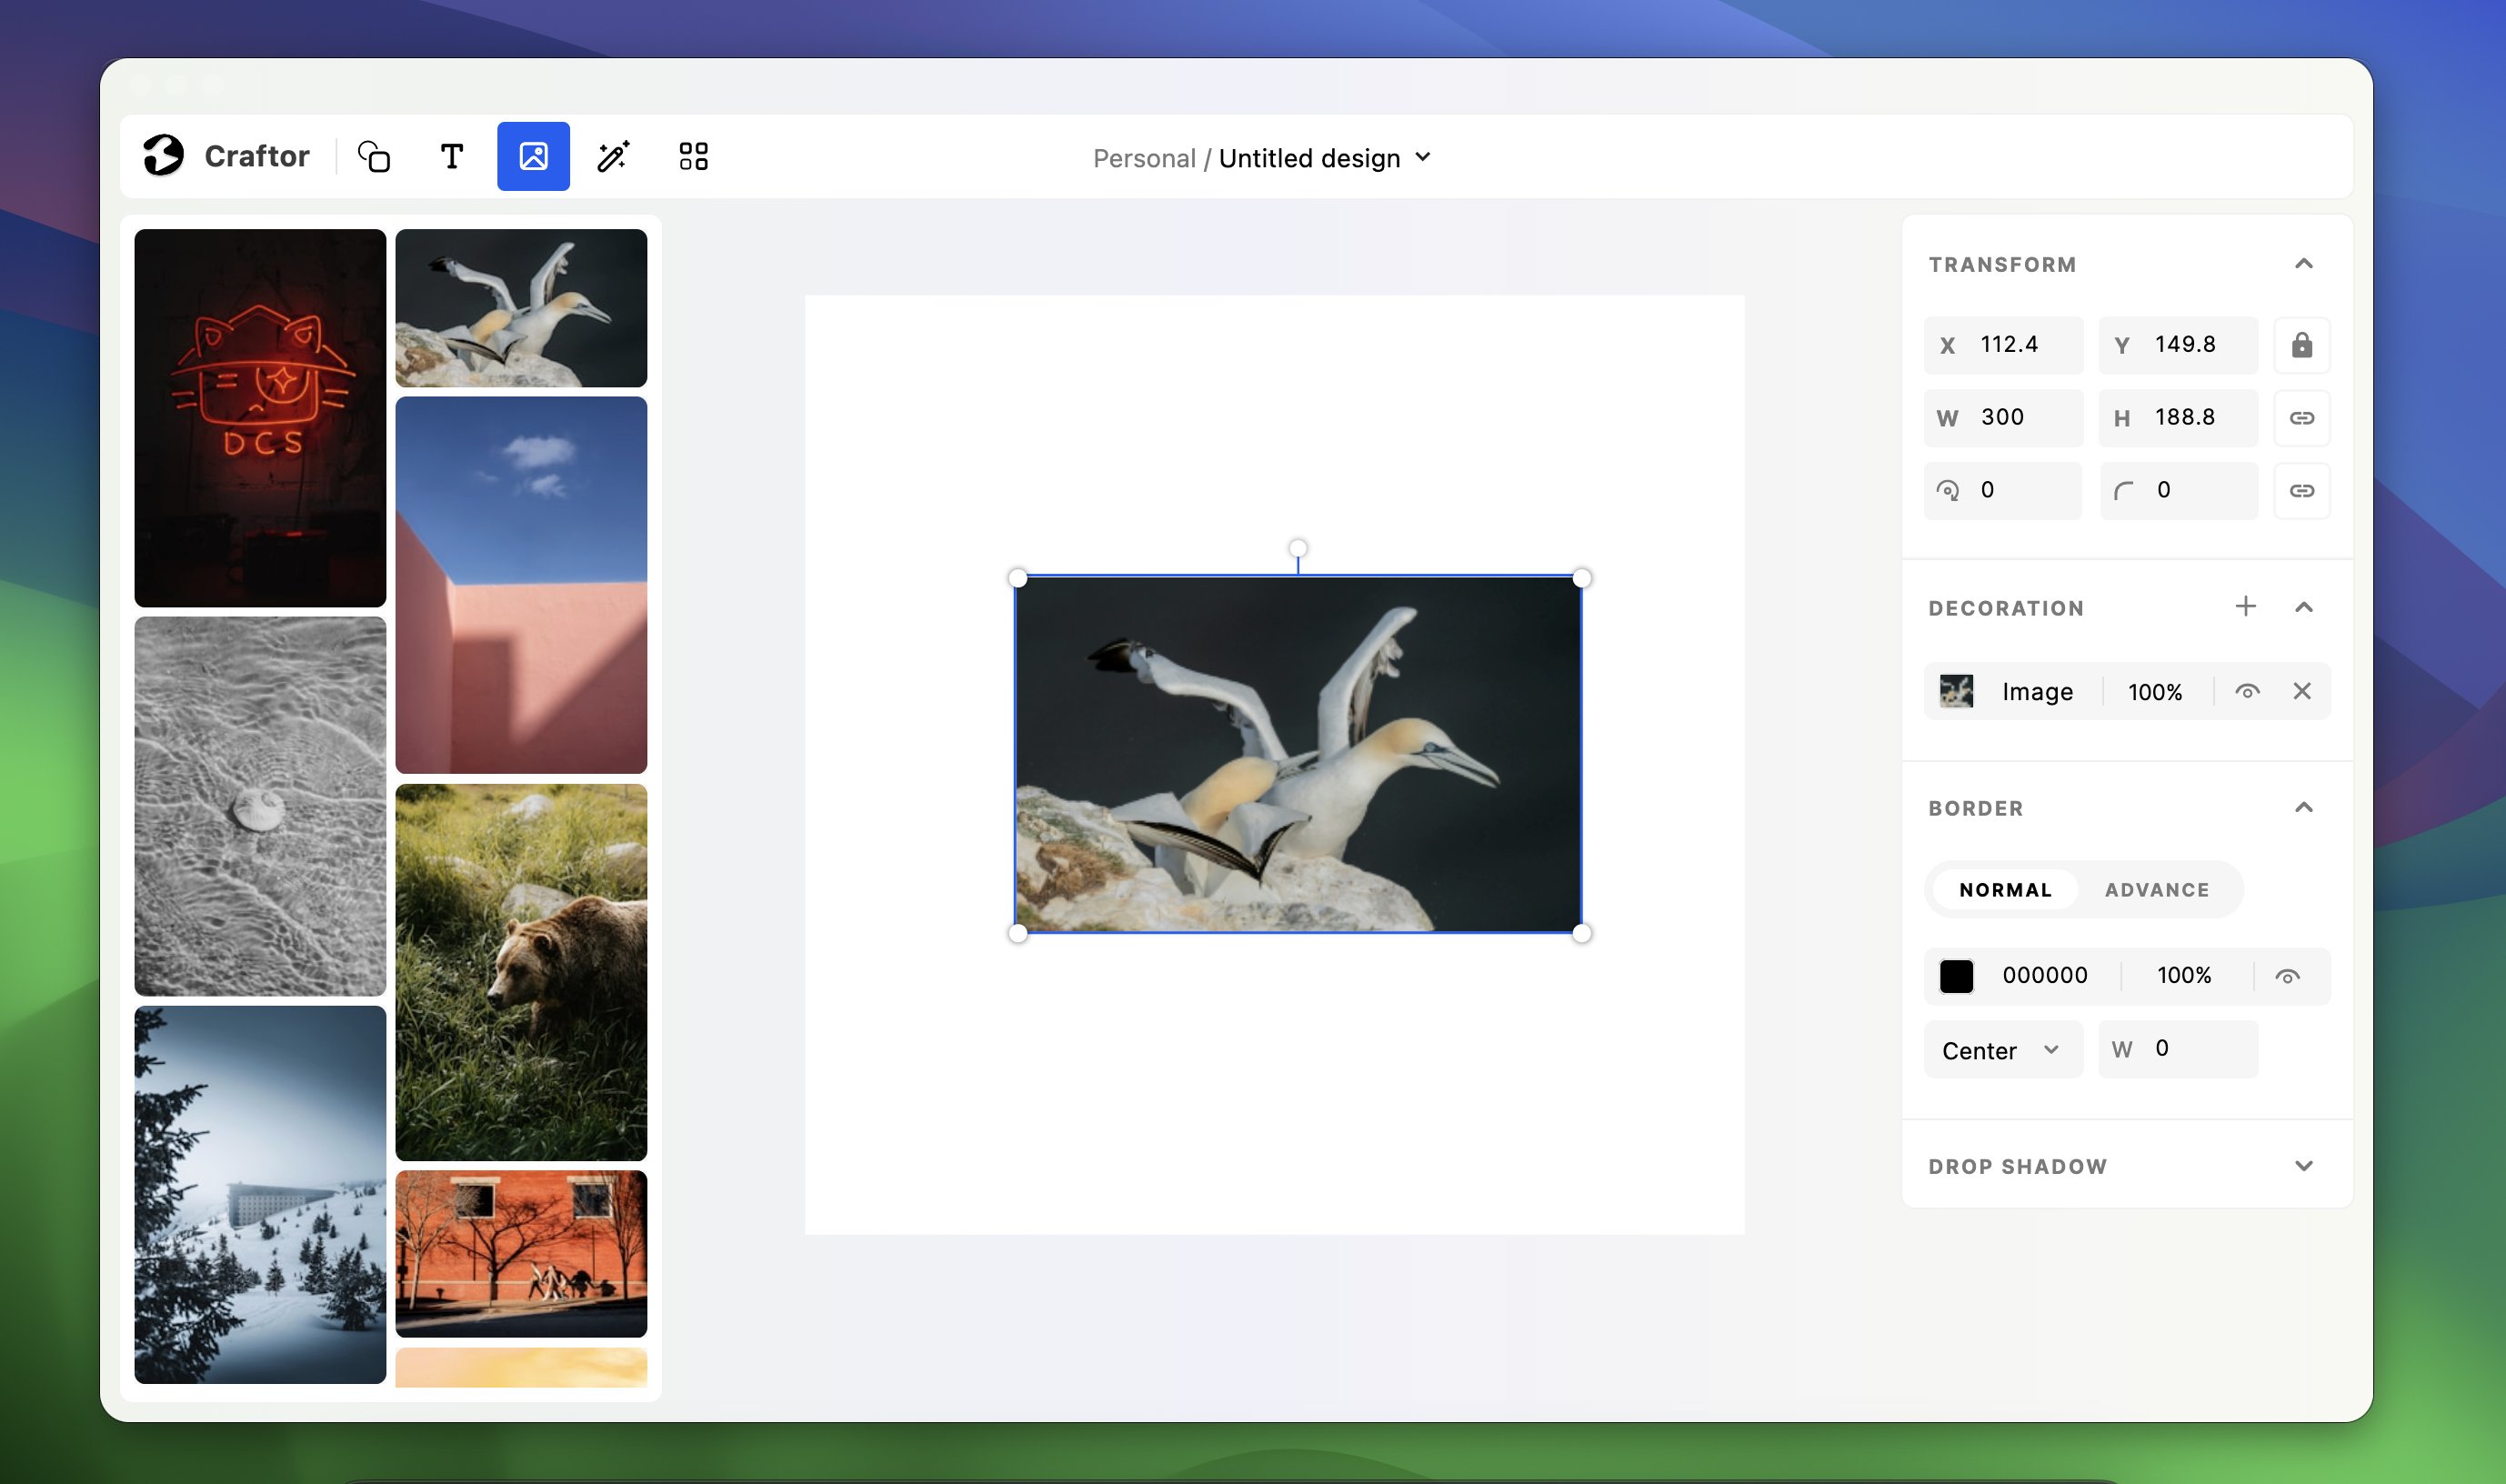 Craftor
T
Personal / Untitled design
DCS
TRANSFORM
X 112.4 Y 149.8
W 300 H 188.8
0 0
DECORATION
Image 100%
BORDER
NORMAL ADVANCE
000000 100%
Center W 0
DROP SHADOW